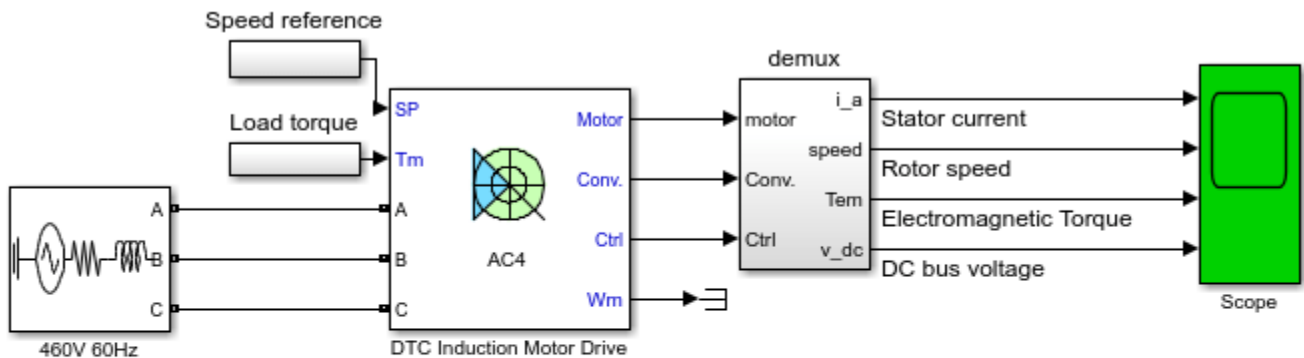 Speed reference
Load torque
A
B
C
460V 60Hz
SP
Tm
A
B
C
AC4
Motor
Conv.
Ctrl
Wm
DTC Induction Motor Drive
demux
motor
Conv.
Ctrl
i_a
speed
Tem
v_dc
Stator current
Rotor speed
Electromagnetic Torque
DC bus voltage
Scope